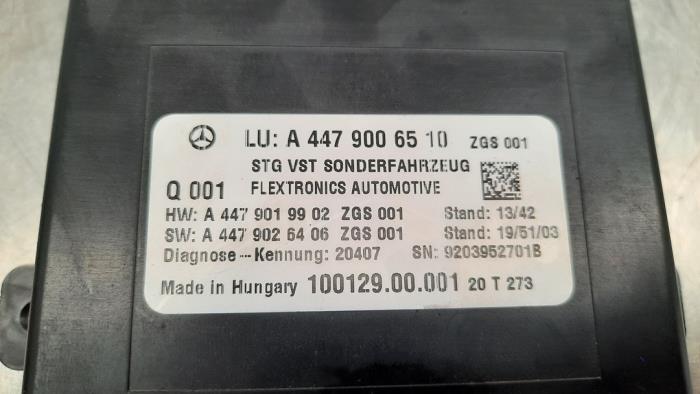 LU: A 447 900 65 10 ZGS 001
STG VST SONDERFAHRZEUG
Q 001 FLEXTRONICS AUTOMOTIVE
HW: A 447 901 99 02 ZGS 001 Stand: 13/42
SW: A 447 902 64 06 ZGS 001 Stand: 19/51/03
Diagnose--Kennung: 20407 SN: 9203952701B
Made in Hungary 100129.00.001 20 T 273